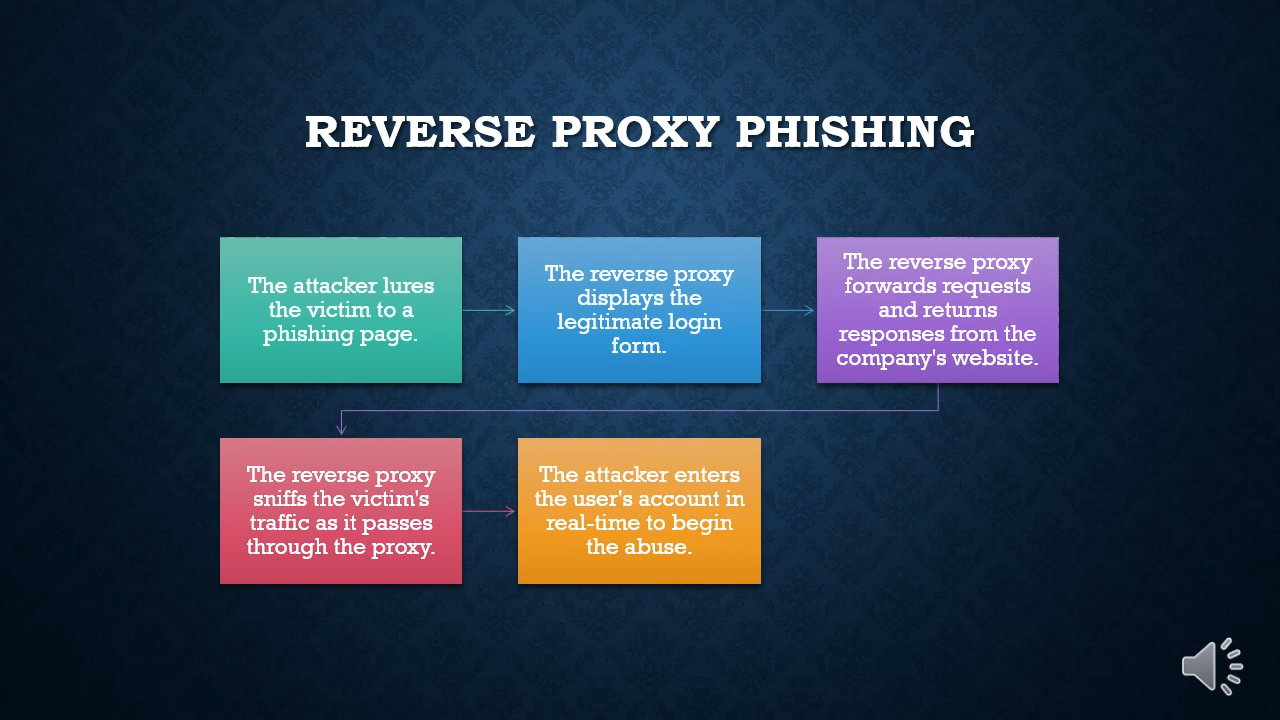 REVERSE PROXY PHISHING
The attacker lures
the victim to a
phishing page.
The reverse proxy
displays the
legitimate login
form.
The reverse proxy
forwards requests
and returns
responses from the
company's website.
The reverse proxy
sniffs the victim's
traffic as it passes
through the proxy.
The attacker enters
the user's account in
real-time to begin
the abuse.